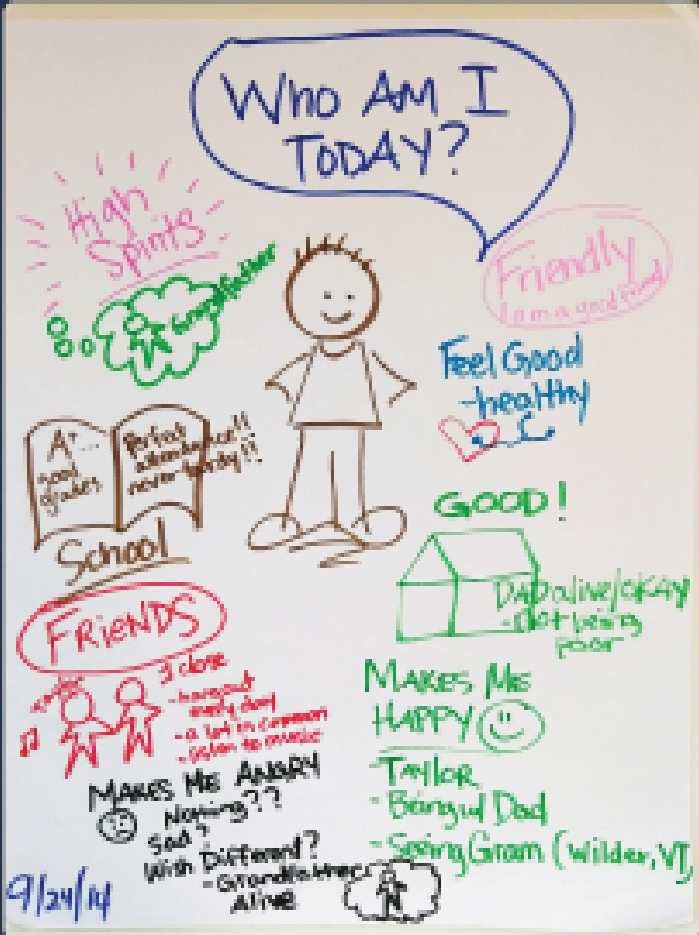 WHO AM I
TODAY?
High
Spirits
Grandfather
Friendly
I am a good friend
Feel Good
-healthy
A+...
good
grades
Perfect
attendance!!
never tardy!!
School
GOOD!
DAD alive/okay
- Not being
poor
FRIENDS
3 close
- hangout
every day
- a lot in common
- listen to music
MAKES ME
HAPPY
- TAYLOR
- Being w/ Dad
- Seeing Gram (Wilder, VT)
MAKES ME ANGRY
Nothing??
Sad?
Wish Different?
- Grandfather
alive
9/24/14